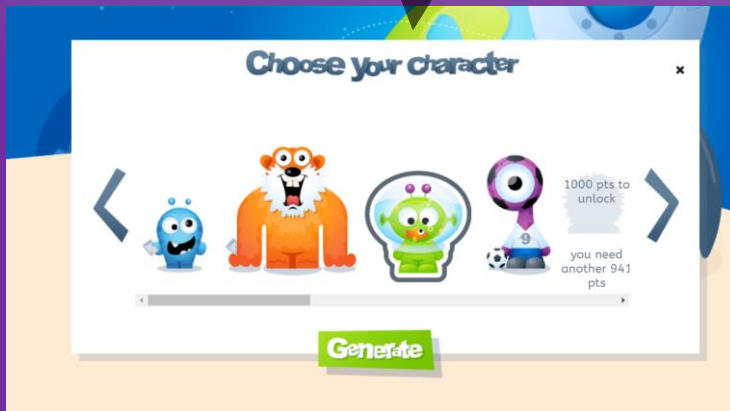 Choose your character
×
1000 pts to
unlock
9
you need
another 941
pts
Generate